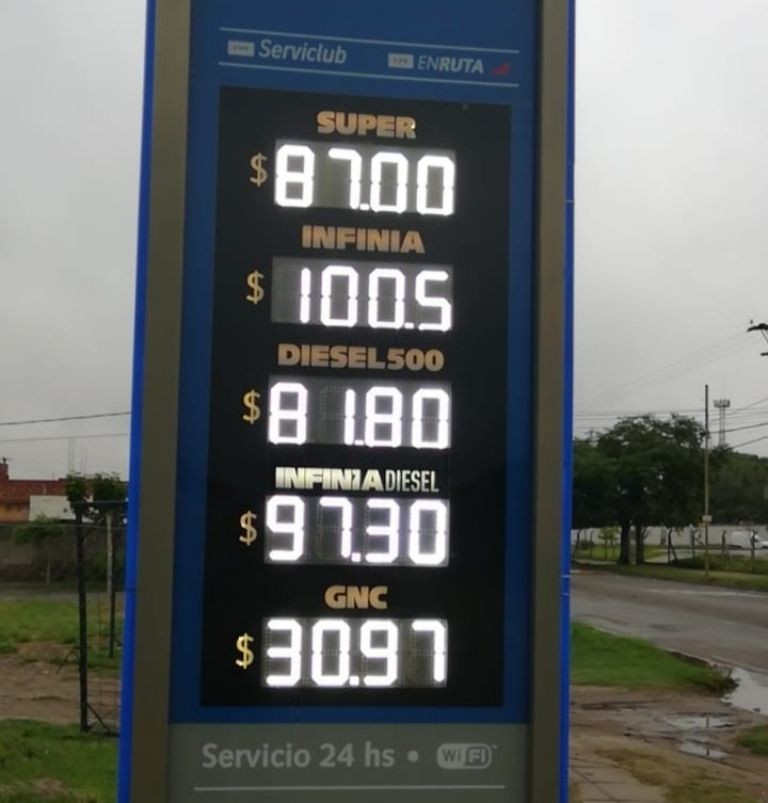 Serviclub ENRUTA
SUPER
$ 87.00
INFINIA
$ 100.5
DIESEL500
$ 81.80
INFINIA DIESEL
$ 97.30
GNC
$ 30.97
Servicio 24 hs • WiFi